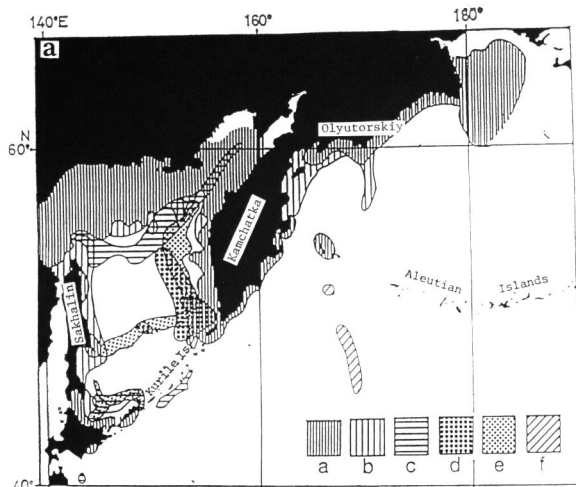 140°E 160° 180°
a
Olyutorskiy
N
60°
Kamchatka
Aleutian Islands
Sakhalin
Kurile Is
40°
a b c d e f